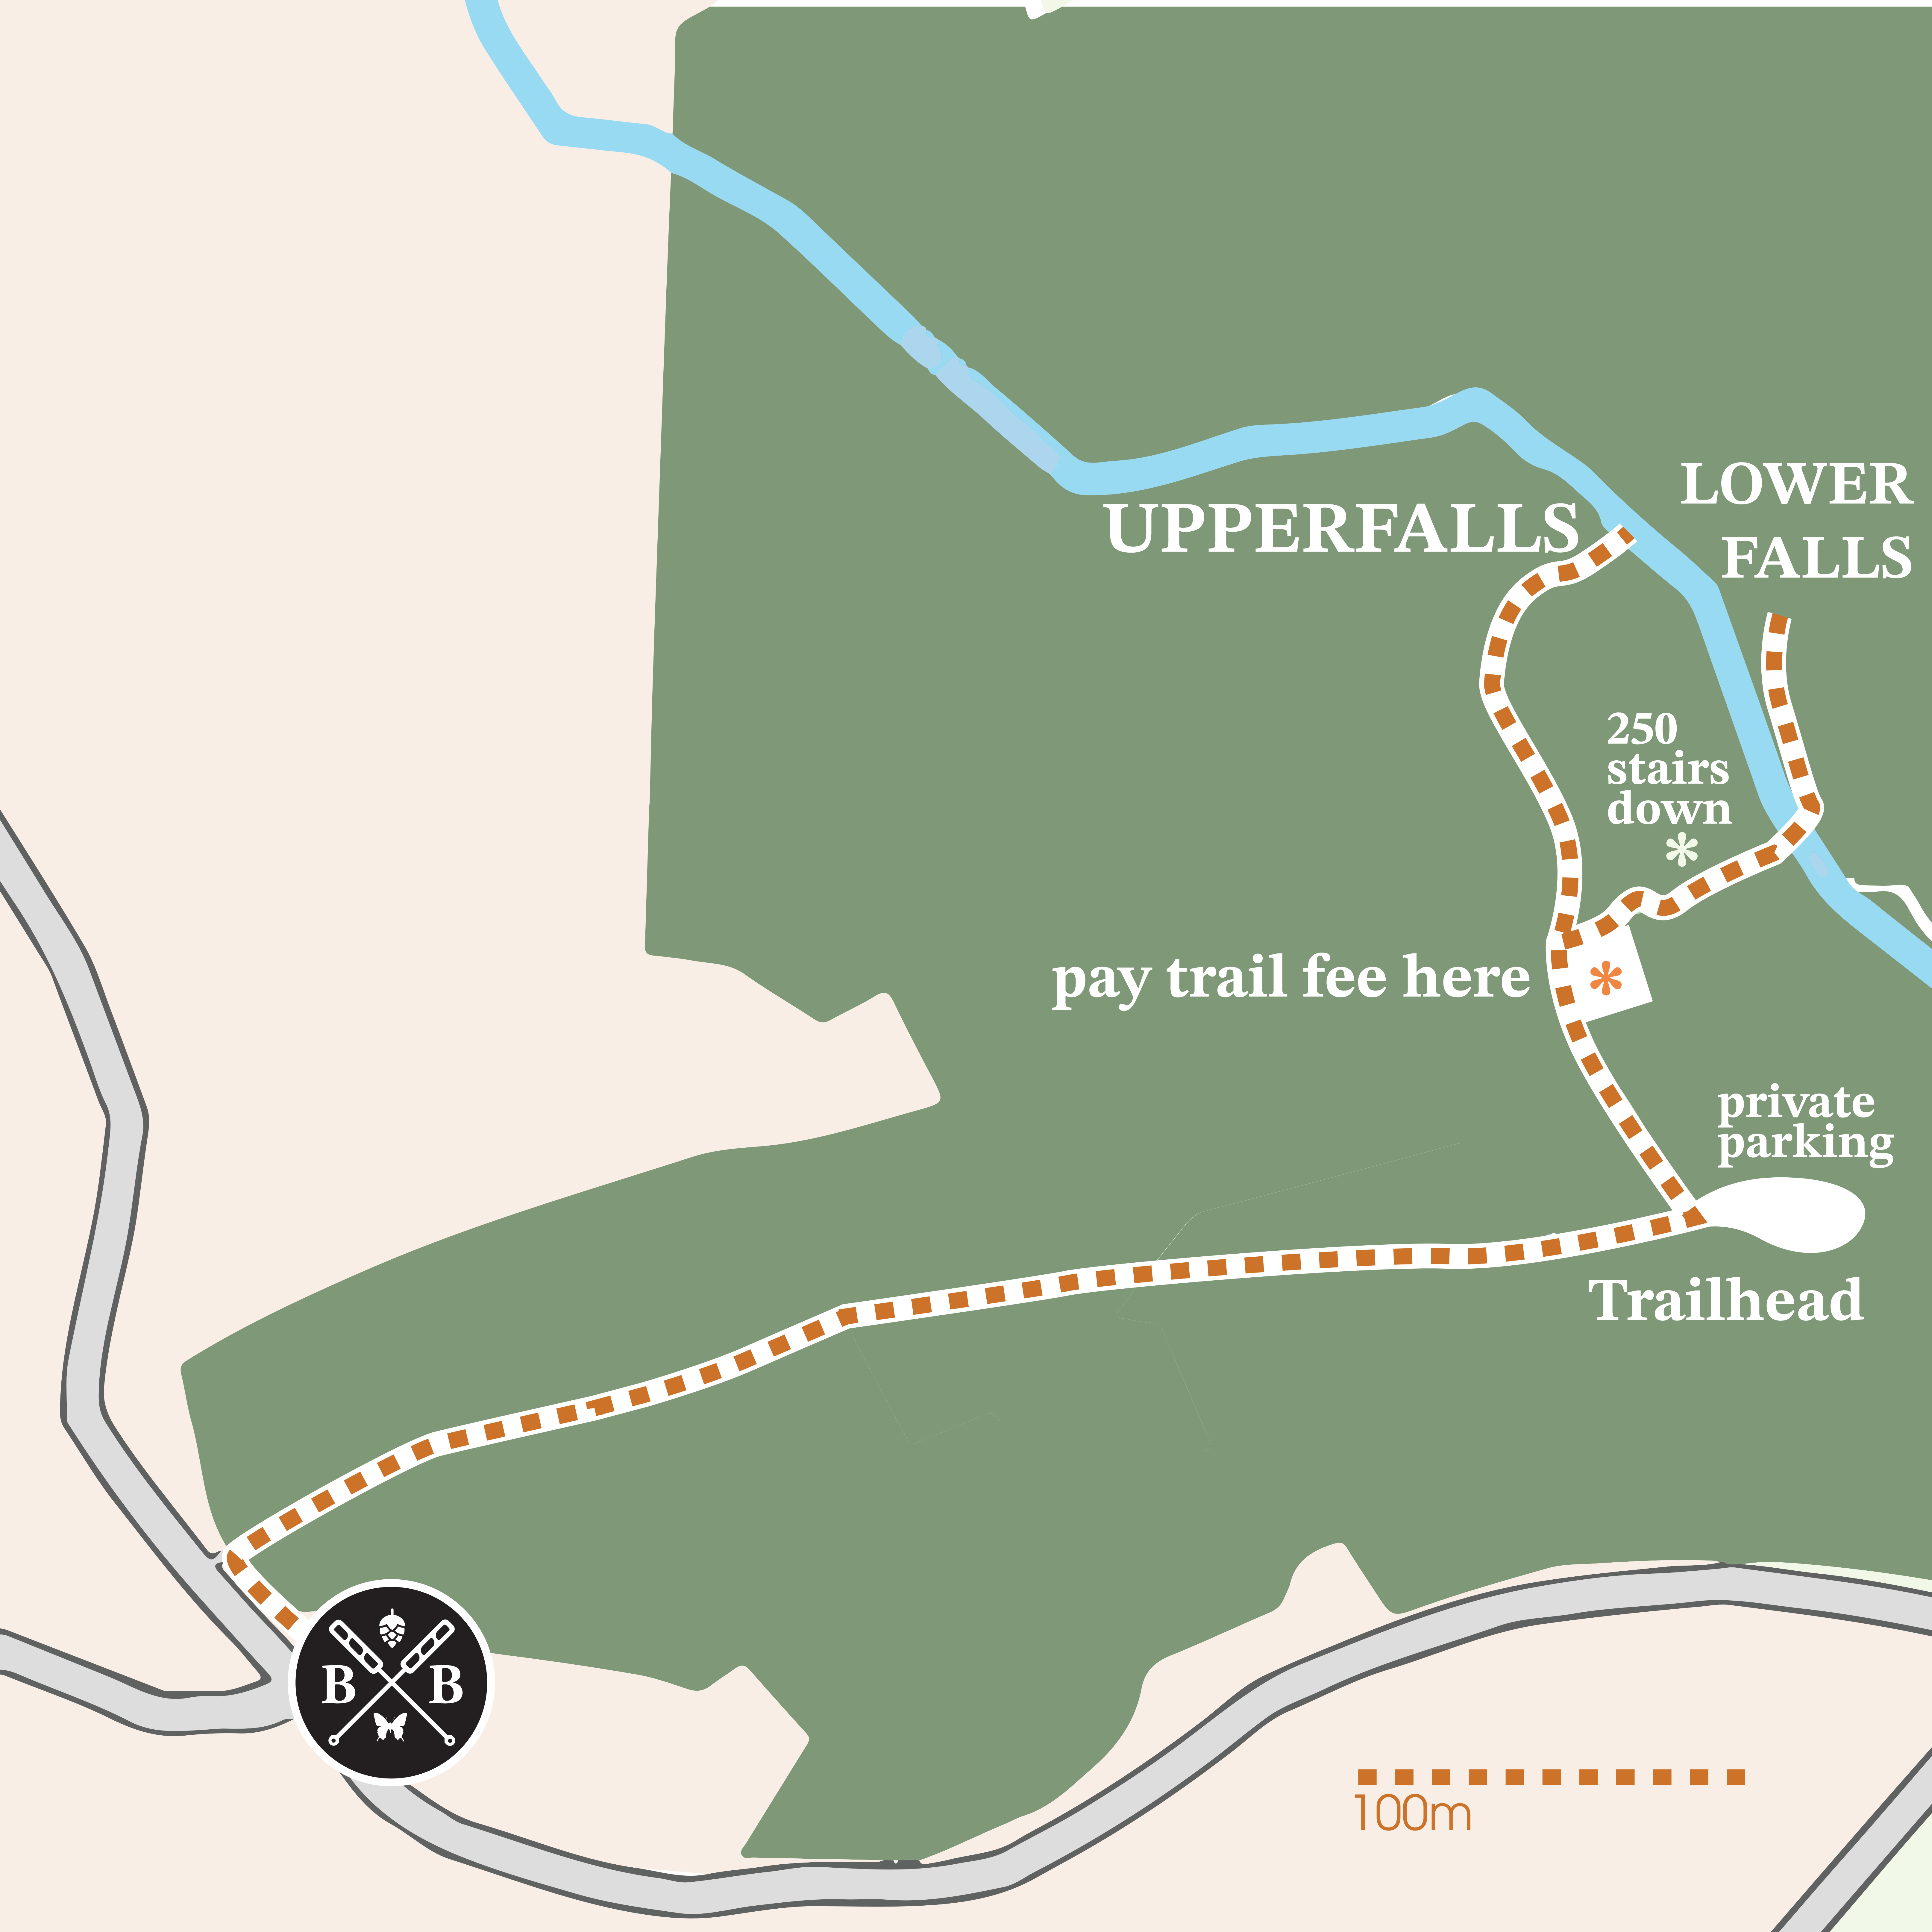 UPPERFALLS
LOWER
FALLS
250
stairs
down
*
pay trail fee here
*
private
parking
Trailhead
B B
100m